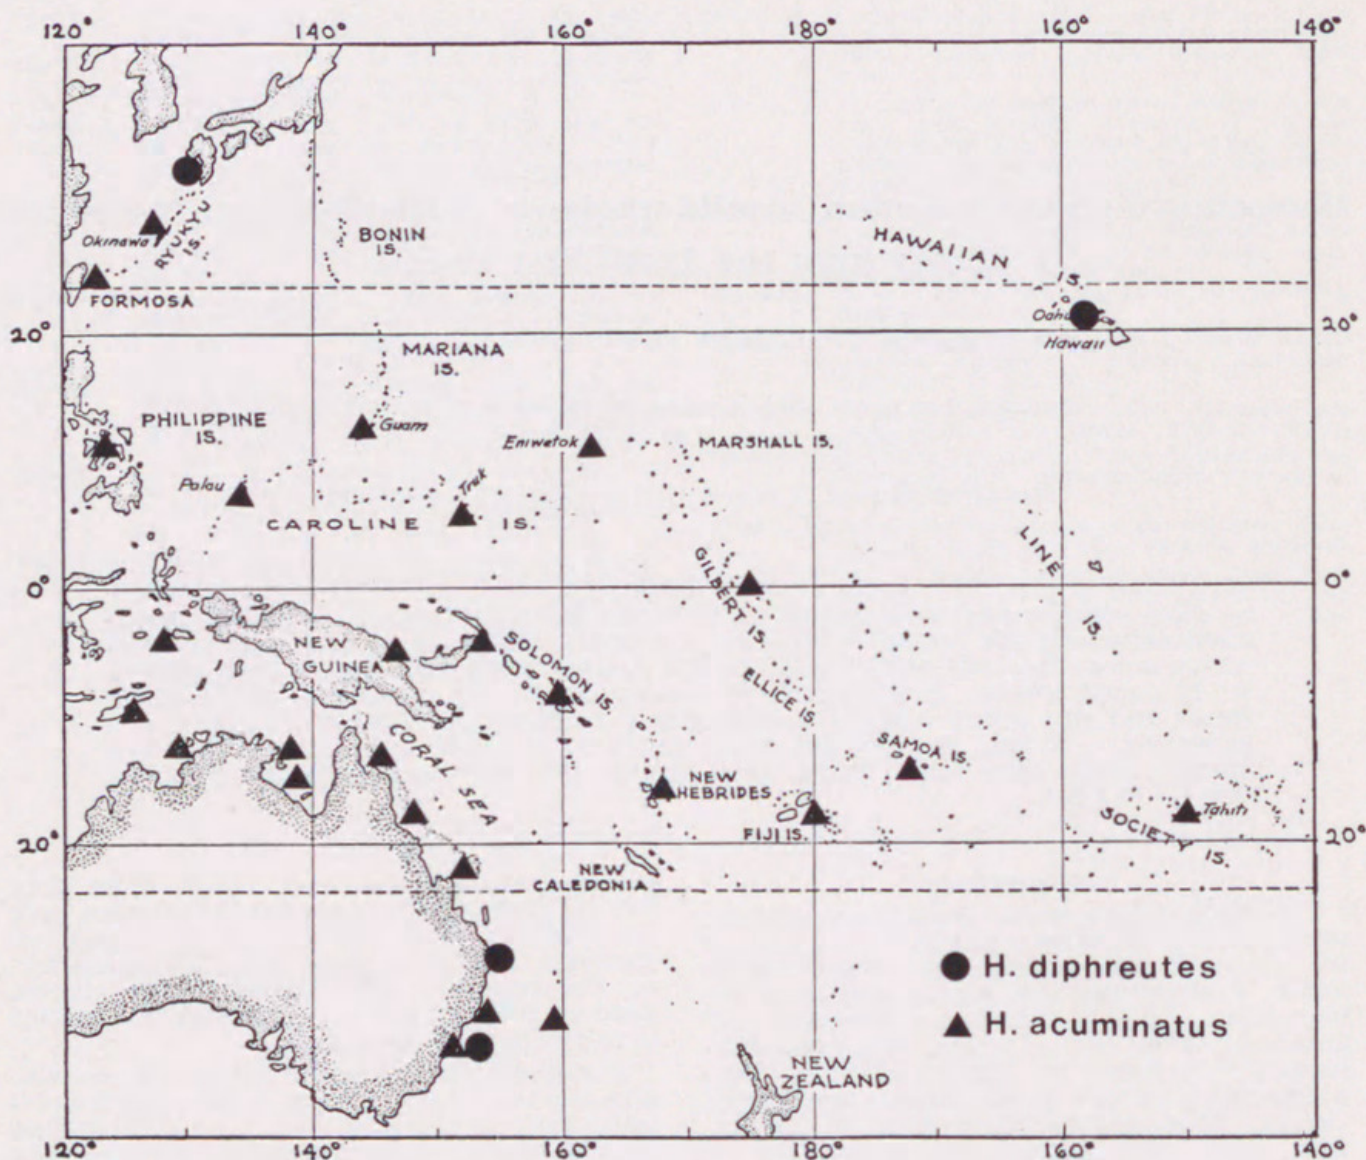 120° 140° 160° 180° 160° 140°
RYUKYU
IS.
Okinawa
FORMOSA
BONIN
IS.
HAWAIIAN IS.
Oahu
Hawaii
10° 20°
MARIANA
IS.
Guam
PHILIPPINE
IS.
Eniwetok
MARSHALL IS.
Palau
Truk
CAROLINE IS.
LINE IS.
GILBERT IS.
0° 0°
NEW
GUINEA
SOLOMON IS.
ELLICE IS.
CORAL SEA
SAMOA IS.
NEW
HEBRIDES
FIJI IS.
Tahiti
SOCIETY IS.
20° 20°
NEW
CALEDONIA
H. diphreutes
H. acuminatus
NEW
ZEALAND
120° 140° 150° 160° 180° 160° 140°